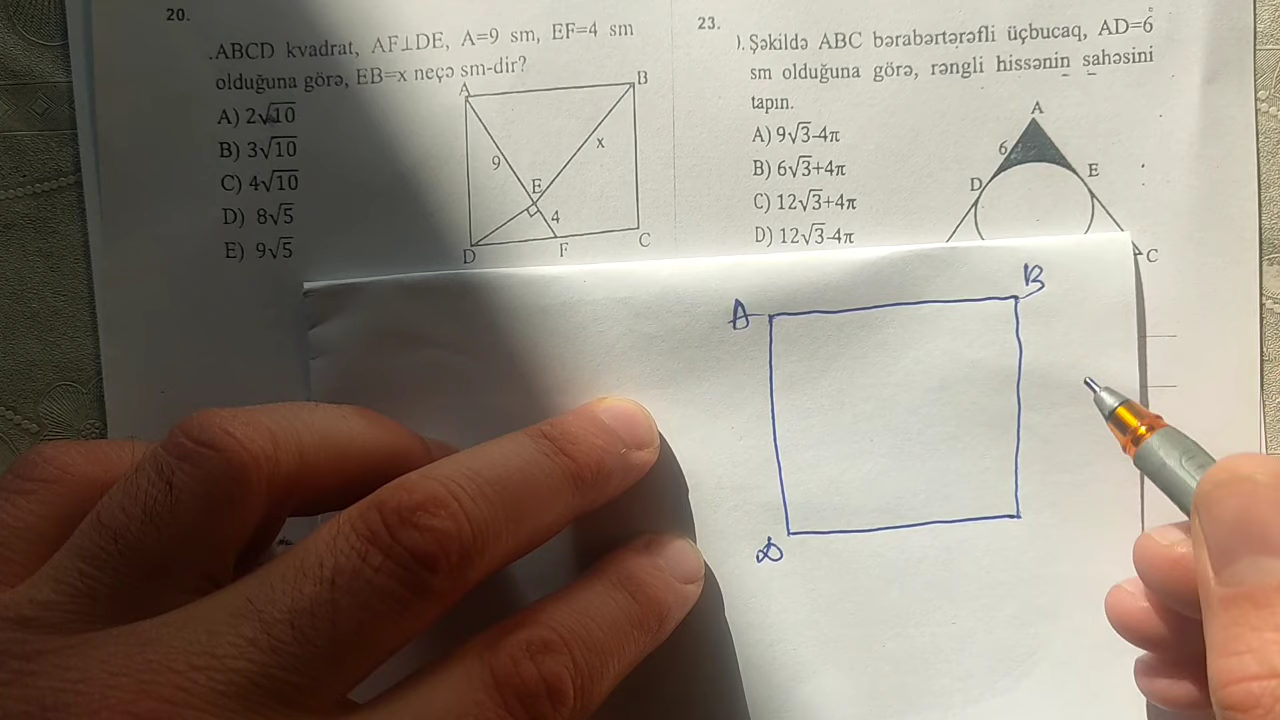 20.
.ABCD kvadrat, AF⊥DE, A=9 sm, EF=4 sm
olduğuna görə, EB=x neçə sm-dir?
A) 2√10
B) 3√10
C) 4√10
D) 8√5
E) 9√5
A
B
9
x
E
4
D
F
C
23.
). Şəkildə ABC bərabərtərəfli üçbucaq, AD=6
sm olduğuna görə, rəngli hissənin sahəsini
tapın.
A) 9√3-4π
B) 6√3+4π
C) 12√3+4π
D) 12√3-4π
A
6
D
E
C
A
B
D